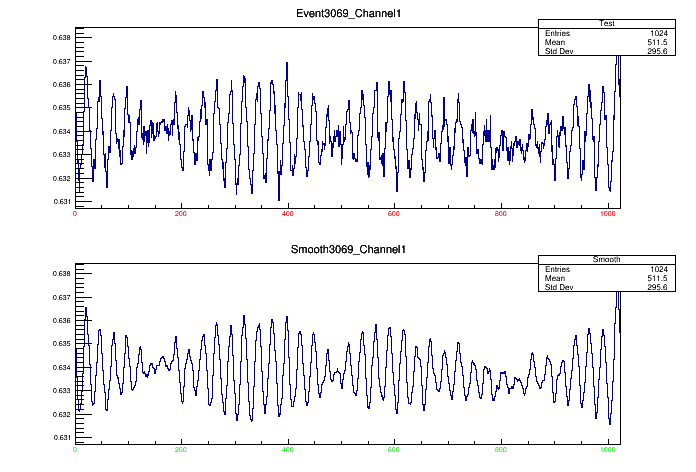 Event3069_Channel1
Test
Entries 1024
Mean 511.5
Std Dev 295.6
0.638
0.637
0.636
0.635
0.634
0.633
0.632
0.631
0 200 400 600 800 1000
Smooth3069_Channel1
Smooth
Entries 1024
Mean 511.5
Std Dev 295.6
0.638
0.637
0.636
0.635
0.634
0.633
0.632
0.631
0 200 400 600 800 1000